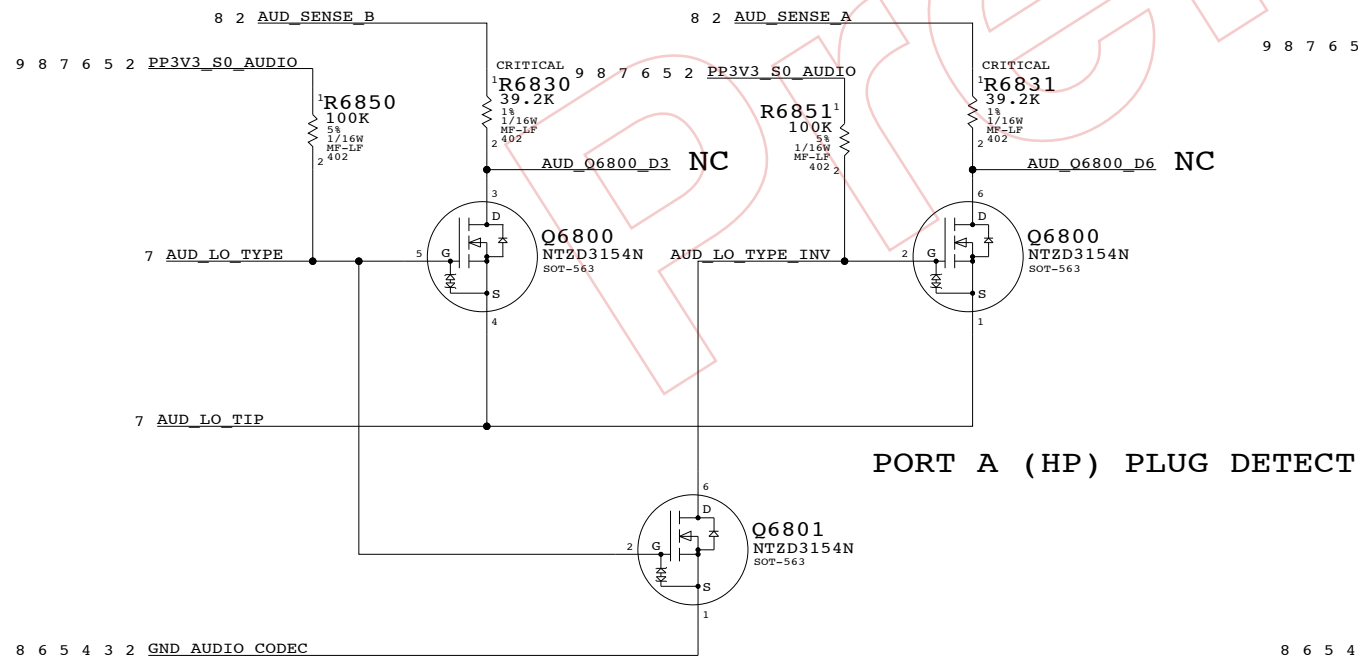 8 2 AUD_SENSE_B
8 2 AUD_SENSE_A
9 8 7 6 5
9 8 7 6 5 2 PP3V3_S0_AUDIO
CRITICAL
1
R6830
39.2K
1%
1/16W
MF-LF
402
2
9 8 7 6 5 2 PP3V3_S0_AUDIO
CRITICAL
1
R6831
39.2K
1%
1/16W
MF-LF
402
2
1
R6850
100K
5%
1/16W
MF-LF
402
2
R6851
1
100K
5%
1/16W
MF-LF
402
2
AUD_Q6800_D3 NC
AUD_Q6800_D6 NC
3
D
Q6800
NTZD3154N
SOT-563
5
G
S
4
6
D
Q6800
NTZD3154N
SOT-563
2
G
S
1
7 AUD_LO_TYPE
AUD_LO_TYPE_INV
7 AUD_LO_TIP
PORT A (HP) PLUG DETECT
6
D
Q6801
NTZD3154N
SOT-563
2
G
S
1
8 6 5 4 3 2 GND_AUDIO_CODEC
8 6 5 4
Pre